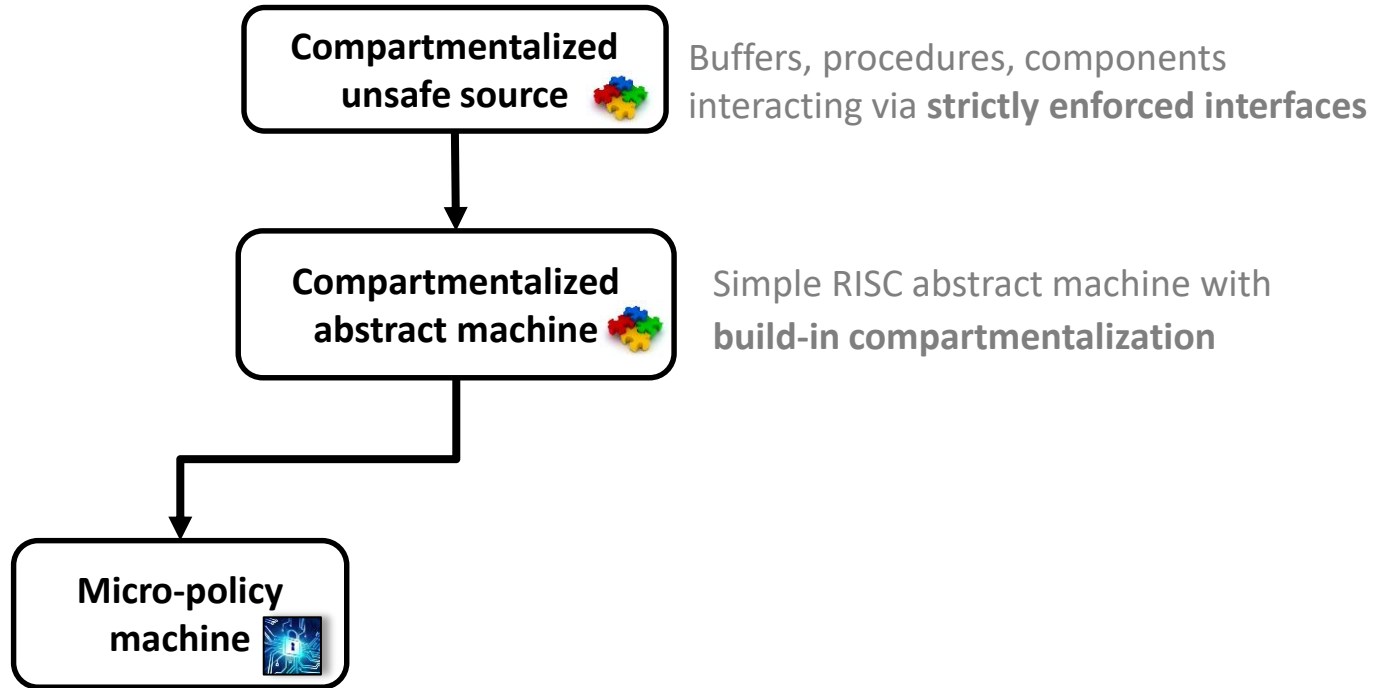 Compartmentalized
unsafe source
Buffers, procedures, components
interacting via strictly enforced interfaces
Compartmentalized
abstract machine
Simple RISC abstract machine with
build-in compartmentalization
Micro-policy
machine